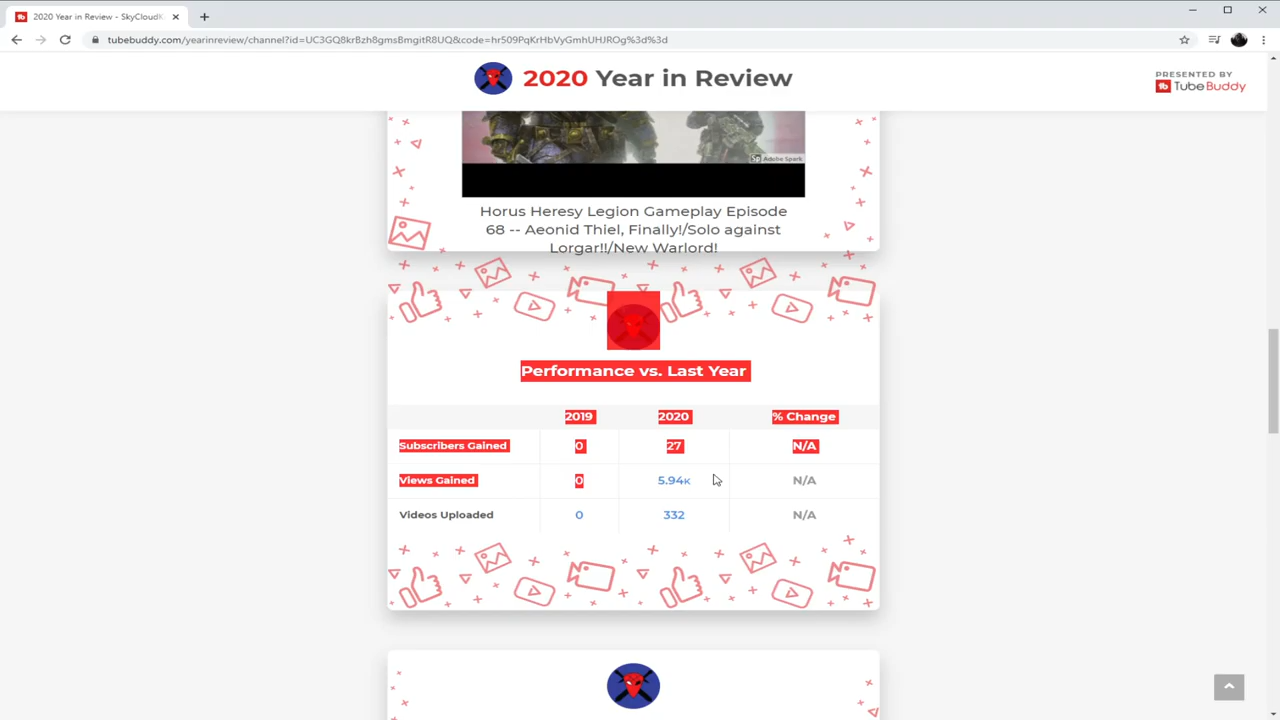 2020 Year in Review - SkyCloudK
tubebuddy.com/yearinreview/channel?id=UC3GQ8krBzh8gmsBmgitR8UQ&code=hr509PqKrHbVyGmhUHJROg%3d%3d
2020 Year in Review
PRESENTED BY
TubeBuddy
Sp Adobe Spark
Horus Heresy Legion Gameplay Episode
68 -- Aeonid Thiel, Finally!/Solo against
Lorgar!!/New Warlord!
Performance vs. Last Year
2019 2020 % Change
Subscribers Gained 0 27 N/A
Views Gained 0 5.94K N/A
Videos Uploaded 0 332 N/A